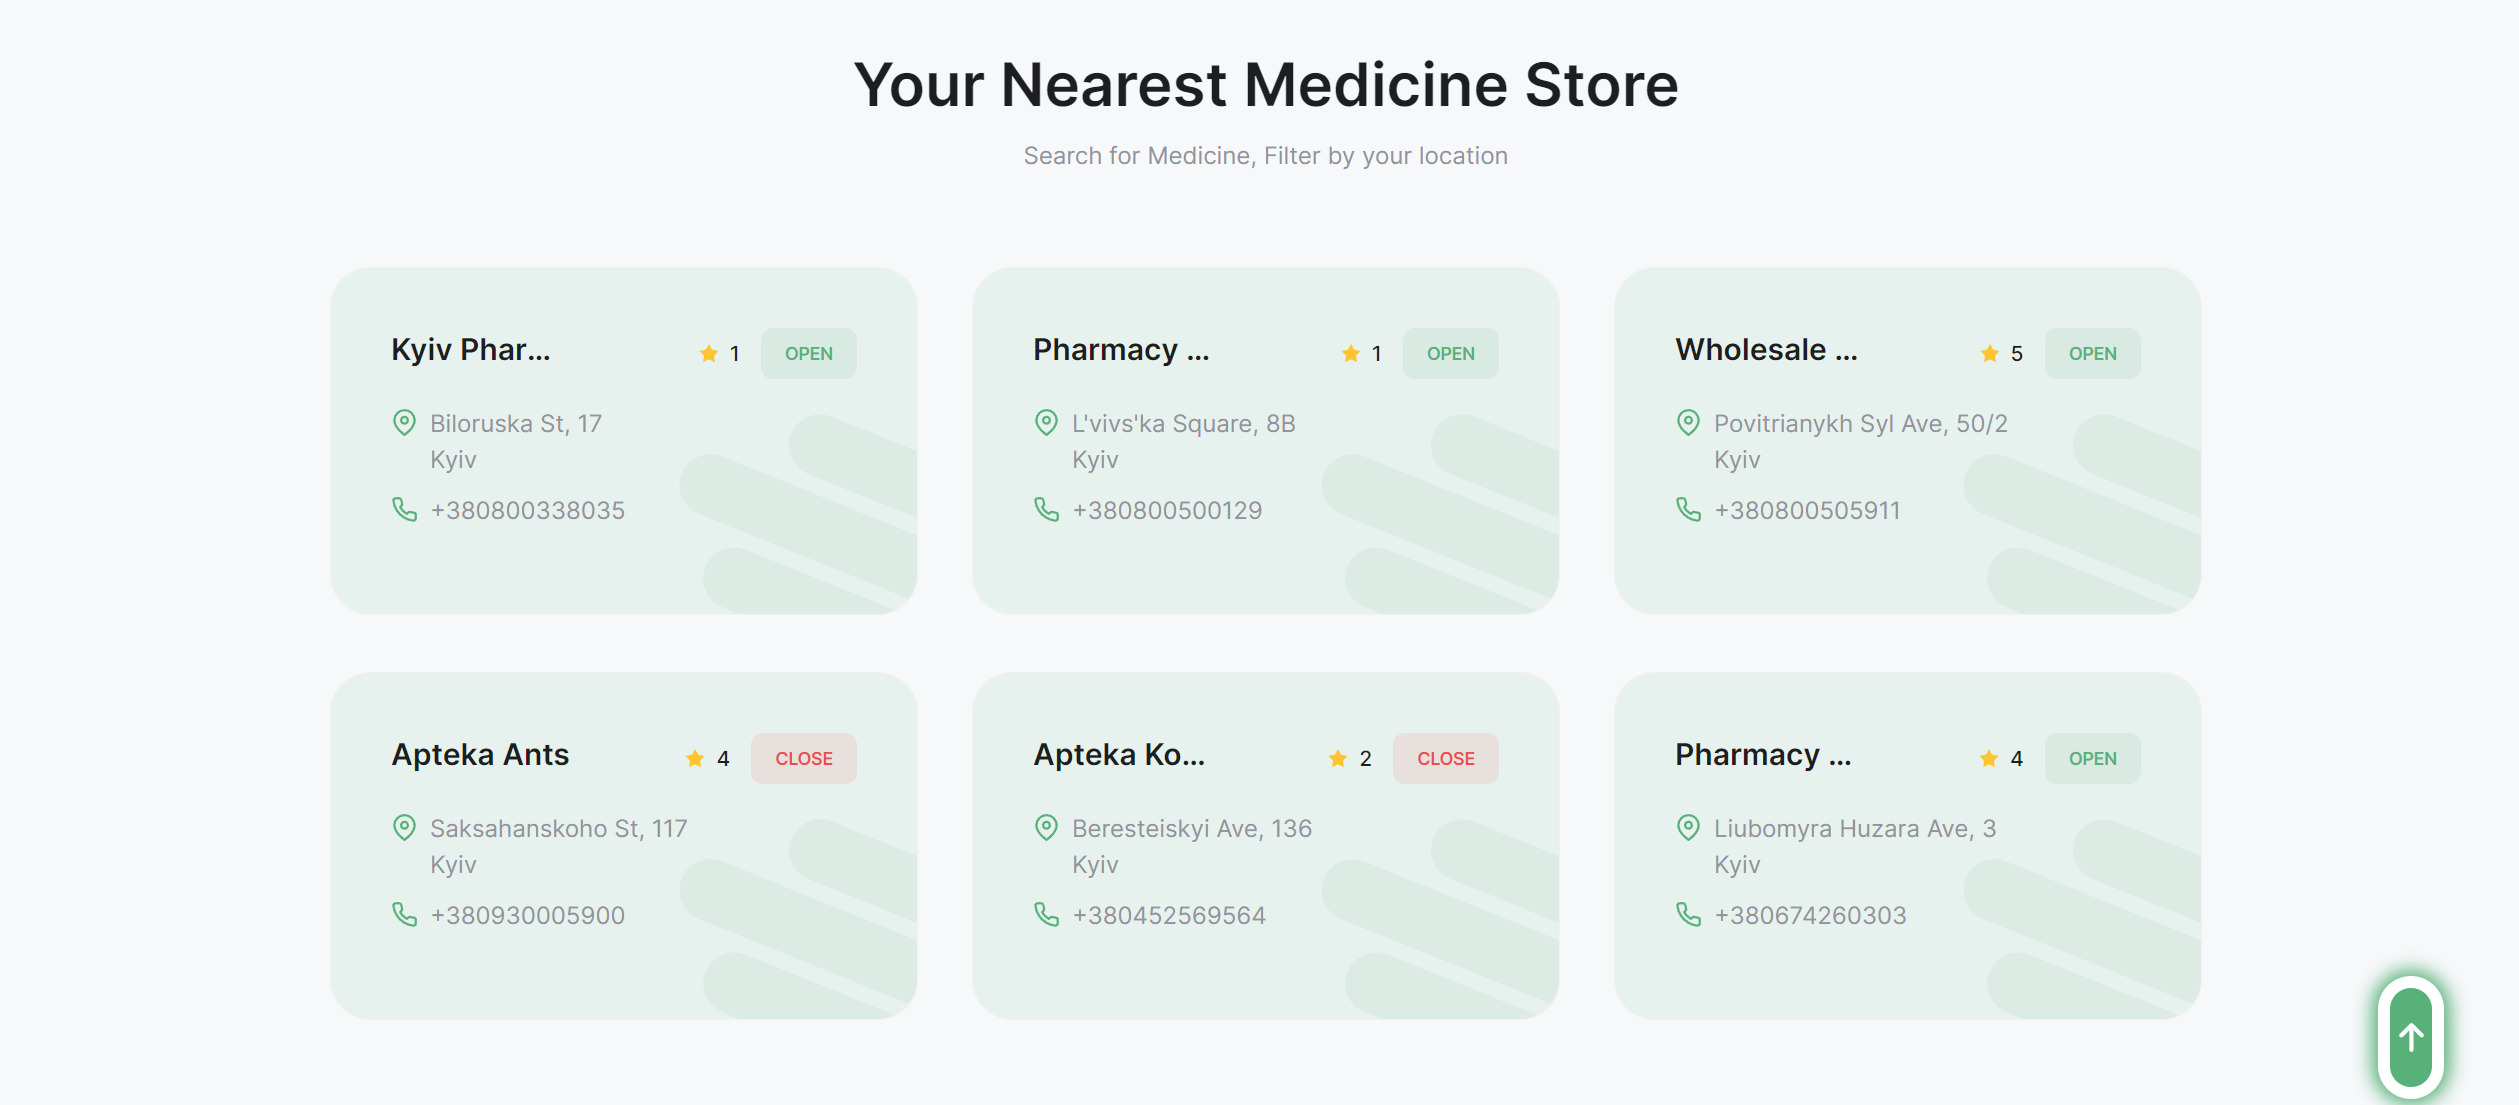 Your Nearest Medicine Store
Search for Medicine, Filter by your location
Kyiv Phar...
1
OPEN
Biloruska St, 17
Kyiv
+380800338035
Pharmacy ...
1
OPEN
L'vivs'ka Square, 8B
Kyiv
+380800500129
Wholesale ...
5
OPEN
Povitrianykh Syl Ave, 50/2
Kyiv
+380800505911
Apteka Ants
4
CLOSE
Saksahanskoho St, 117
Kyiv
+380930005900
Apteka Ko...
2
CLOSE
Beresteiskyi Ave, 136
Kyiv
+380452569564
Pharmacy ...
4
OPEN
Liubomyra Huzara Ave, 3
Kyiv
+380674260303